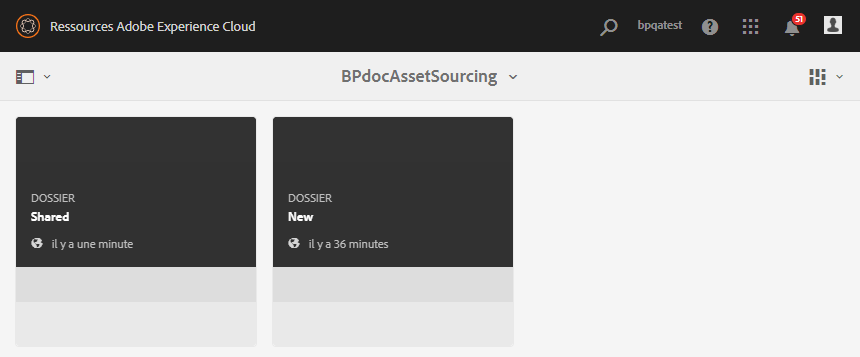 Ressources Adobe Experience Cloud
bpqatest
51
BPdocAssetSourcing
DOSSIER
Shared
il y a une minute
DOSSIER
New
il y a 36 minutes